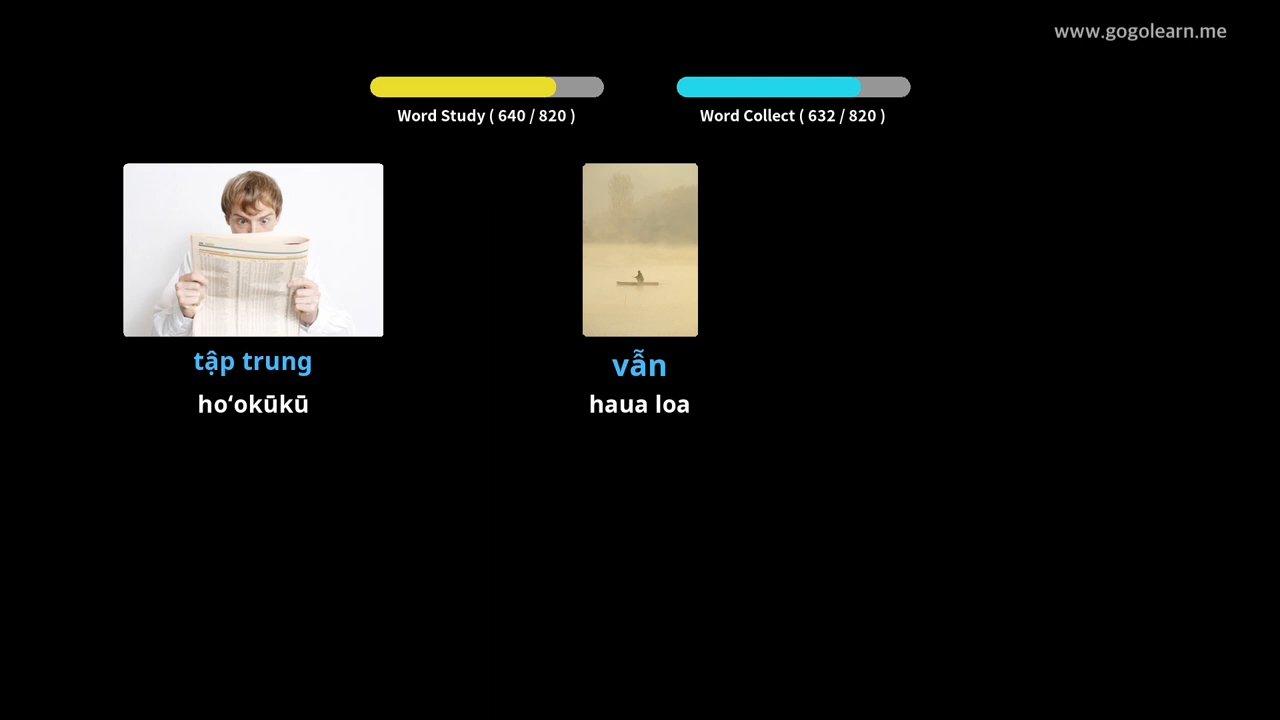 www.gogolearn.me
Word Study ( 640 / 820 )
Word Collect ( 632 / 820 )
tập trung
hoʻokūkū
vẫn
haua loa